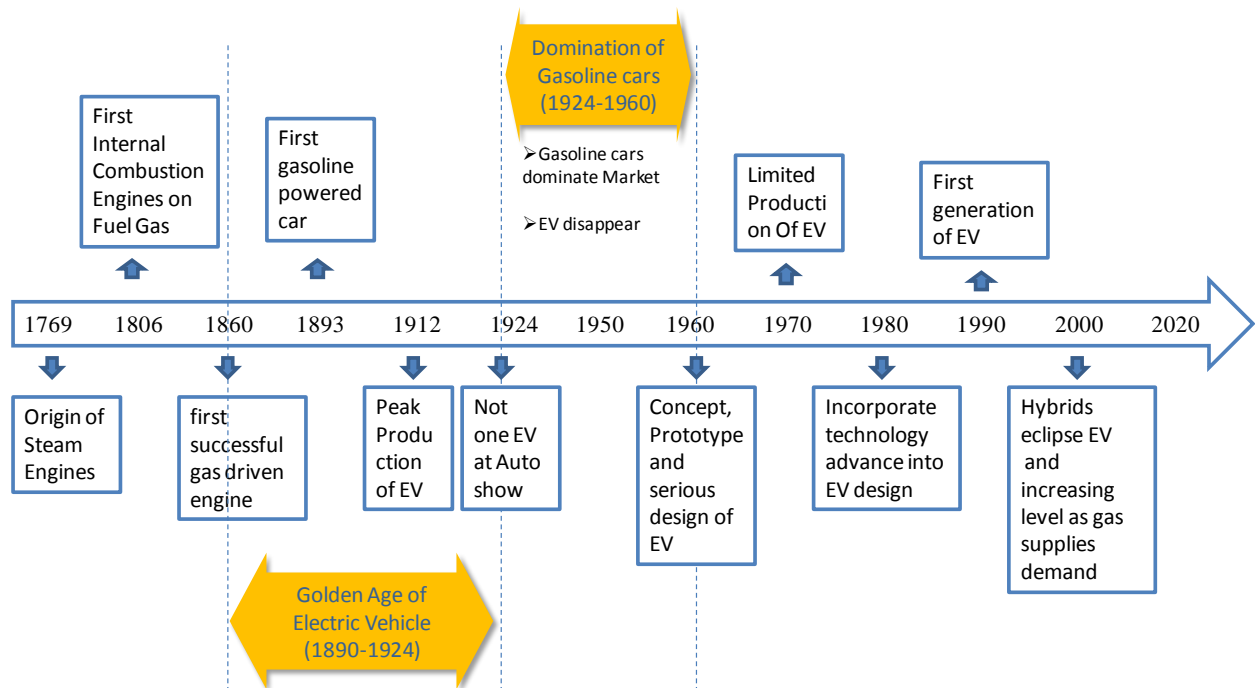 Domination of
Gasoline cars
(1924-1960)
First
Internal
Combustion
Engines on
Fuel Gas
First
gasoline
powered
car
➢Gasoline cars
dominate Market
➢EV disappear
Limited
Producti
on Of EV
First
generation
of EV
1769 1806 1860 1893 1912 1924 1950 1960 1970 1980 1990 2000 2020
Origin of
Steam
Engines
first
successful
gas driven
engine
Peak
Produ
ction
of EV
Not
one EV
at Auto
show
Concept,
Prototype
and
serious
design of
EV
Incorporate
technology
advance into
EV design
Hybrids
eclipse EV
and
increasing
level as gas
supplies
demand
Golden Age of
Electric Vehicle
(1890-1924)